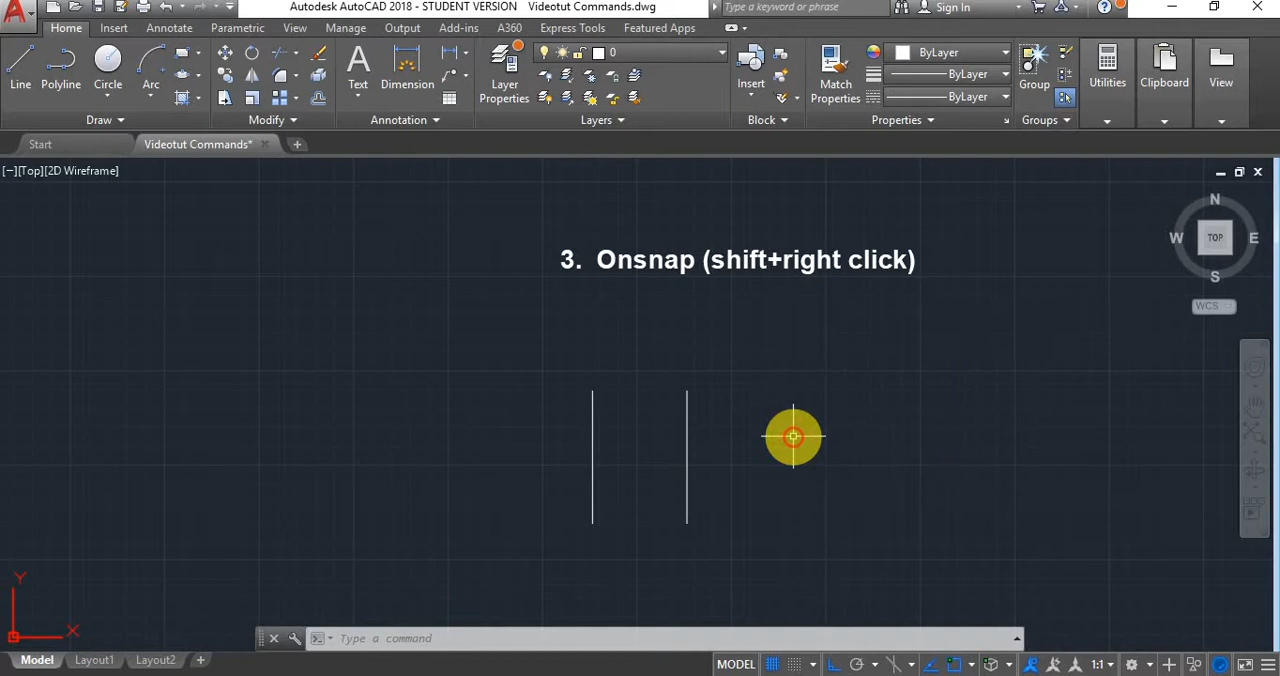 Autodesk AutoCAD 2018 - STUDENT VERSION Videotut Commands.dwg
Type a keyword or phrase
Sign In
Home Insert Annotate Parametric View Manage Output Add-ins A360 Express Tools Featured Apps
Line Polyline Circle Arc
Text Dimension
Layer Properties
0
Insert
Match Properties
ByLayer
ByLayer
ByLayer
Group
Utilities Clipboard View
Draw Modify Annotation Layers Block Properties Groups
Start Videotut Commands*
[−][Top][2D Wireframe]
N
W TOP E
S
WCS
3. Onsnap (shift+right click)
Y
X
Type a command
Model Layout1 Layout2
MODEL 1:1